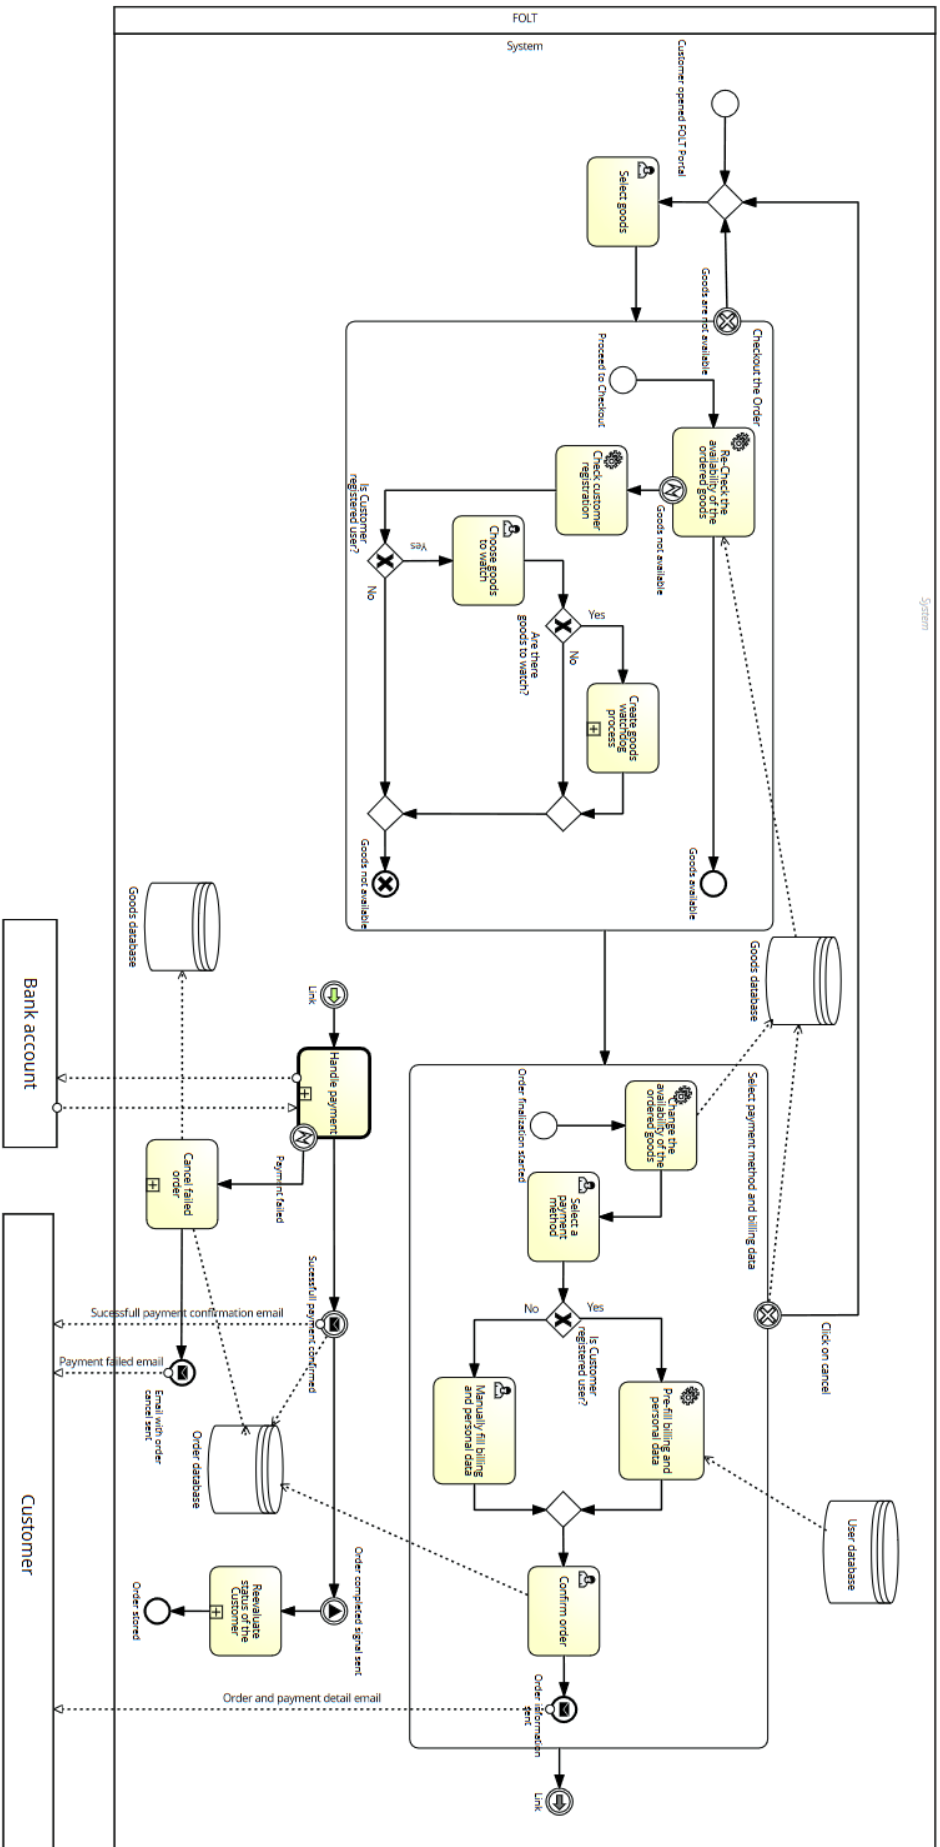 FOLT
System
System
Customer opened FOLT Portal
Select goods
Goods are not available
Checkout the Order
Proceed to Checkout
Re-Check the
availability of the
ordered goods
Goods not available
Check customer
registration
Is Customer
registered user?
Yes
No
Choose goods
to watch
Are there
goods to watch?
Yes
No
Create goods
watchdog
process
Goods not available
Goods available
Goods database
Select payment method and billing data
Order finalization started
Change the
availability of the
ordered goods
Select a
payment
method
Is Customer
registered user?
Yes
No
Pre-fill billing and
personal data
Manually fill billing
and personal data
User database
Click on cancel
Confirm order
Order information
sent
Link
Link
Handle payment
Payment failed
Cancel failed
order
Goods database
Sucessfull payment confirmed
Email with order
cancel sent
Order database
Order completed signal sent
Reevaluate
status of the
Customer
Order stored
Sucessfull payment confirmation email
Payment failed email
Order and payment detail email
Bank account
Customer